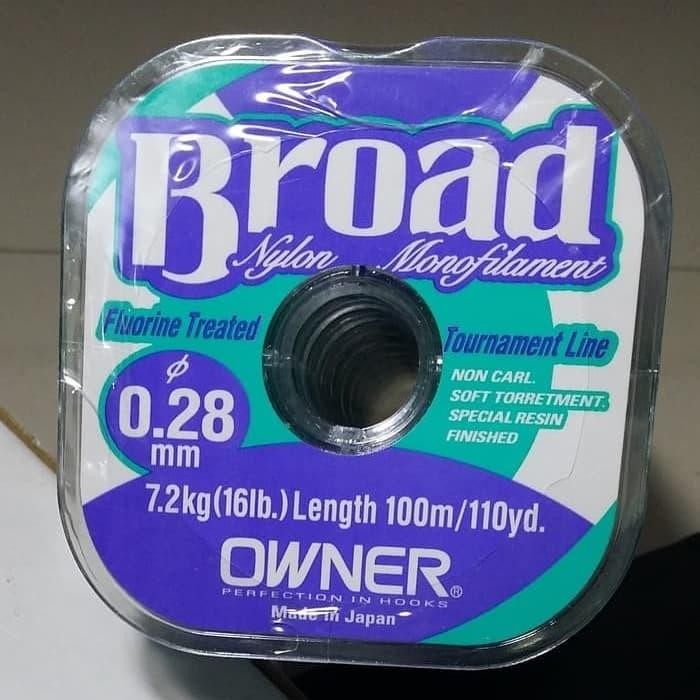 Broad
Nylon Monofilament
Fluorine Treated
Tournament Line
NON CARL.
SOFT TORRETMENT.
SPECIAL RESIN
FINISHED
φ
0.28
mm
7.2kg(16lb.) Length 100m/110yd.
OWNER®
PERFECTION IN HOOKS
Made in Japan